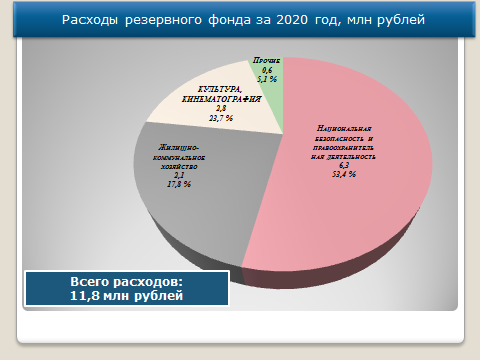 Расходы резервного фонда за 2020 год, млн рублей
Прочие
0,6
5,1 %
КУЛЬТУРА,
КИНЕМАТОГРАФИЯ
2,8
23,7 %
Национальная
безопасность и
правоохранитель
ная деятельность
6,3
53,4 %
Жилищно-
коммунальное
хозяйство
2,1
17,8 %
Всего расходов:
11,8 млн рублей